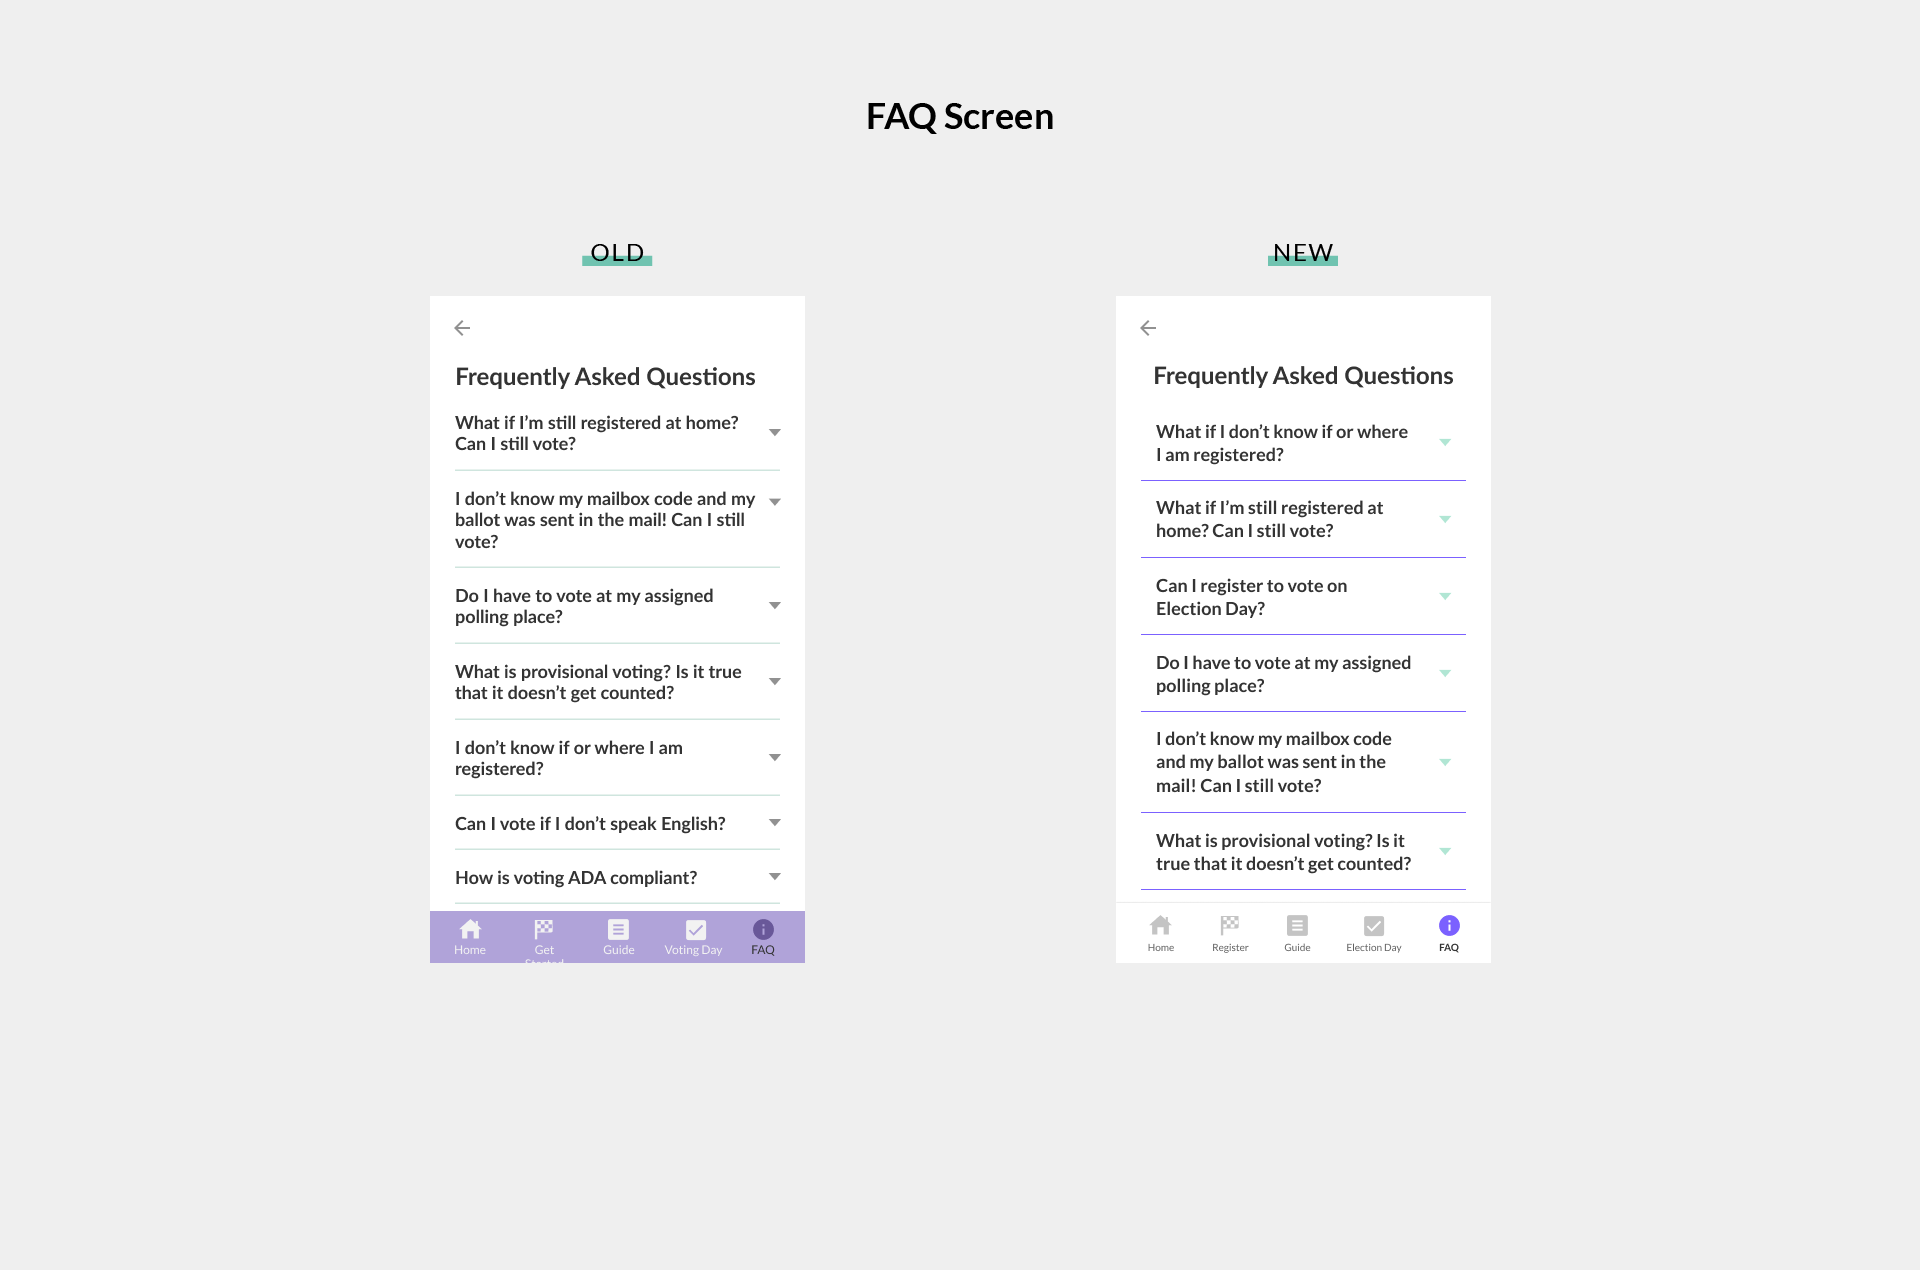 FAQ Screen
OLD
Frequently Asked Questions
What if I’m still registered at home?
Can I still vote?
I don’t know my mailbox code and my
ballot was sent in the mail! Can I still
vote?
Do I have to vote at my assigned
polling place?
What is provisional voting? Is it true
that it doesn’t get counted?
I don’t know if or where I am
registered?
Can I vote if I don’t speak English?
How is voting ADA compliant?
Home
Get
Started
Guide
Voting Day
FAQ
NEW
Frequently Asked Questions
What if I don’t know if or where
I am registered?
What if I’m still registered at
home? Can I still vote?
Can I register to vote on
Election Day?
Do I have to vote at my assigned
polling place?
I don’t know my mailbox code
and my ballot was sent in the
mail! Can I still vote?
What is provisional voting? Is it
true that it doesn’t get counted?
Home
Register
Guide
Election Day
FAQ